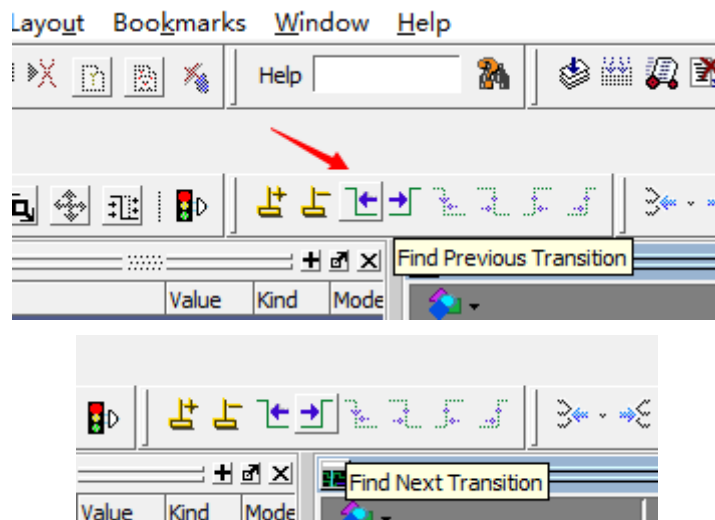 Layout Bookmarks Window Help
Help
Find Previous Transition
Value Kind Mode
Find Next Transition
Value Kind Mode